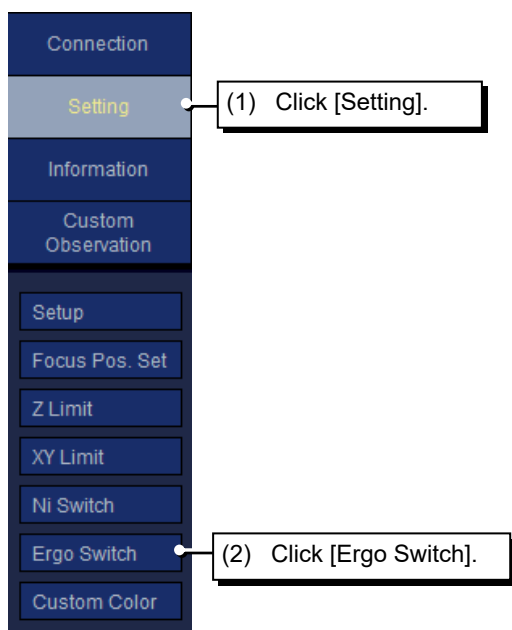 Connection
Setting
(1) Click [Setting].
Information
Custom
Observation
Setup
Focus Pos. Set
Z Limit
XY Limit
Ni Switch
Ergo Switch
(2) Click [Ergo Switch].
Custom Color